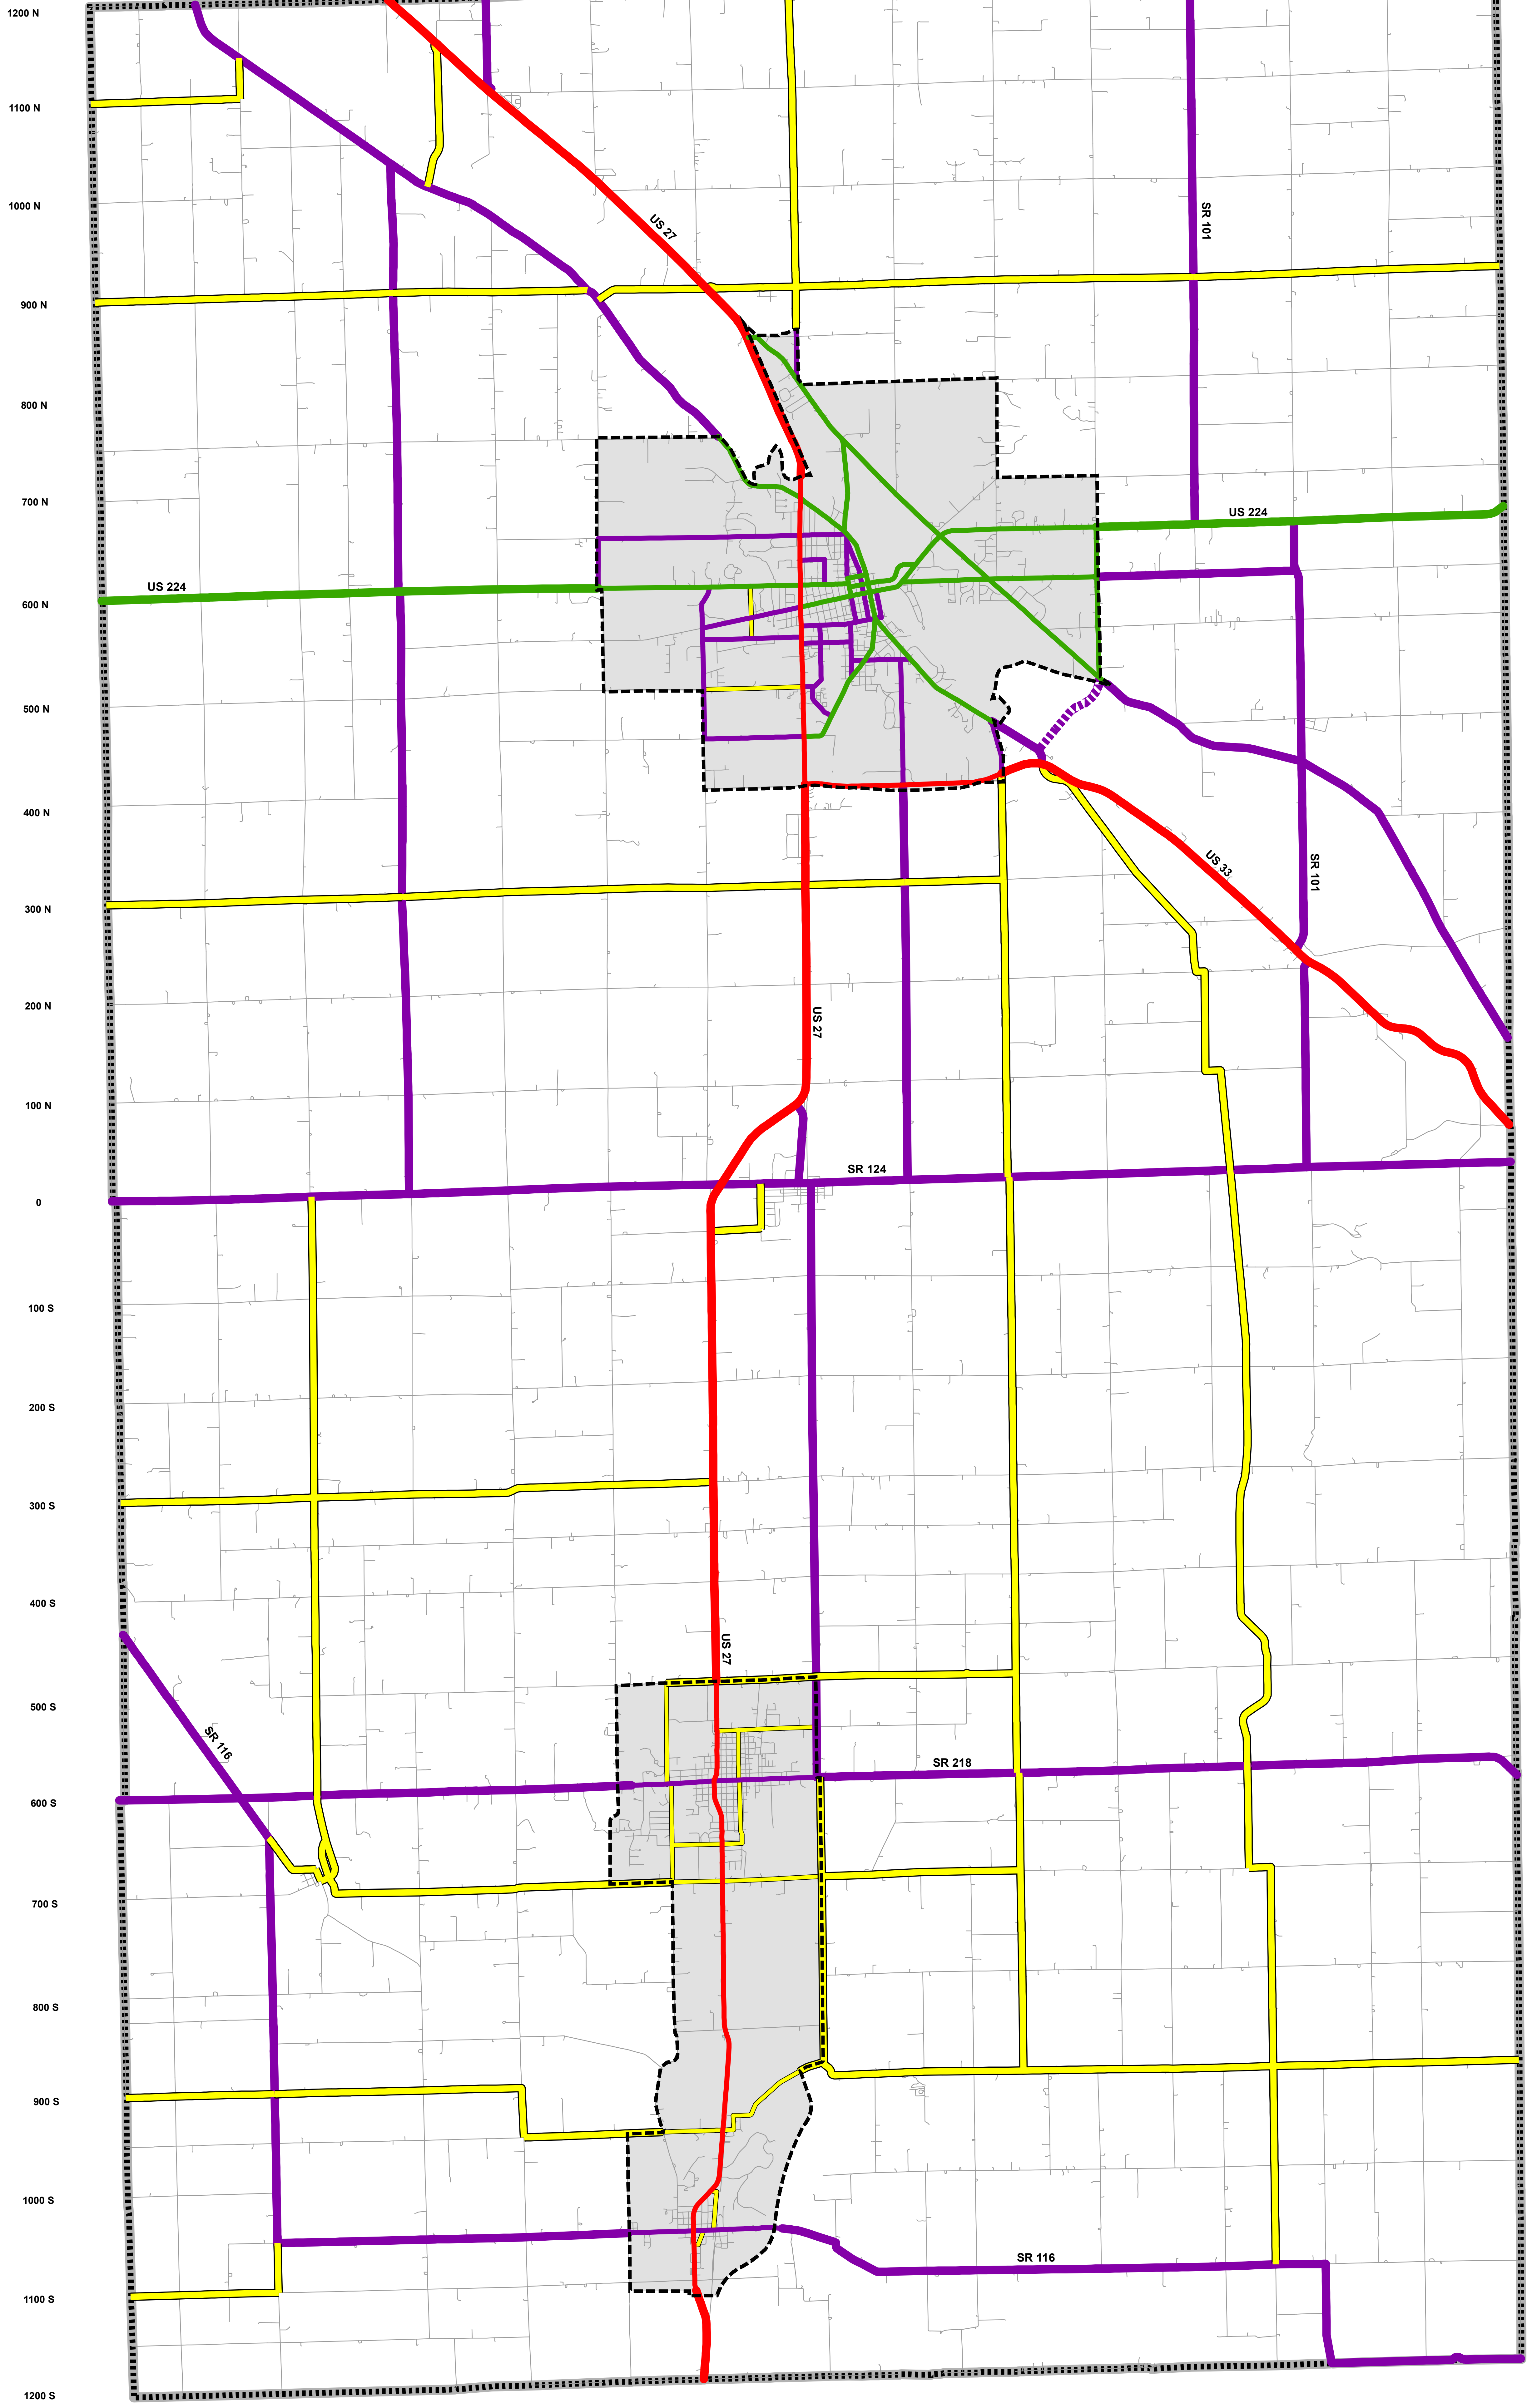 1200 N
1100 N
1000 N
SR 101
US 27
900 N
800 N
700 N
US 224
US 224
600 N
500 N
400 N
US 33
SR 101
300 N
200 N
US 27
100 N
SR 124
0
100 S
200 S
300 S
400 S
US 27
500 S
SR 116
SR 218
600 S
700 S
800 S
900 S
1000 S
SR 116
1100 S
1200 S